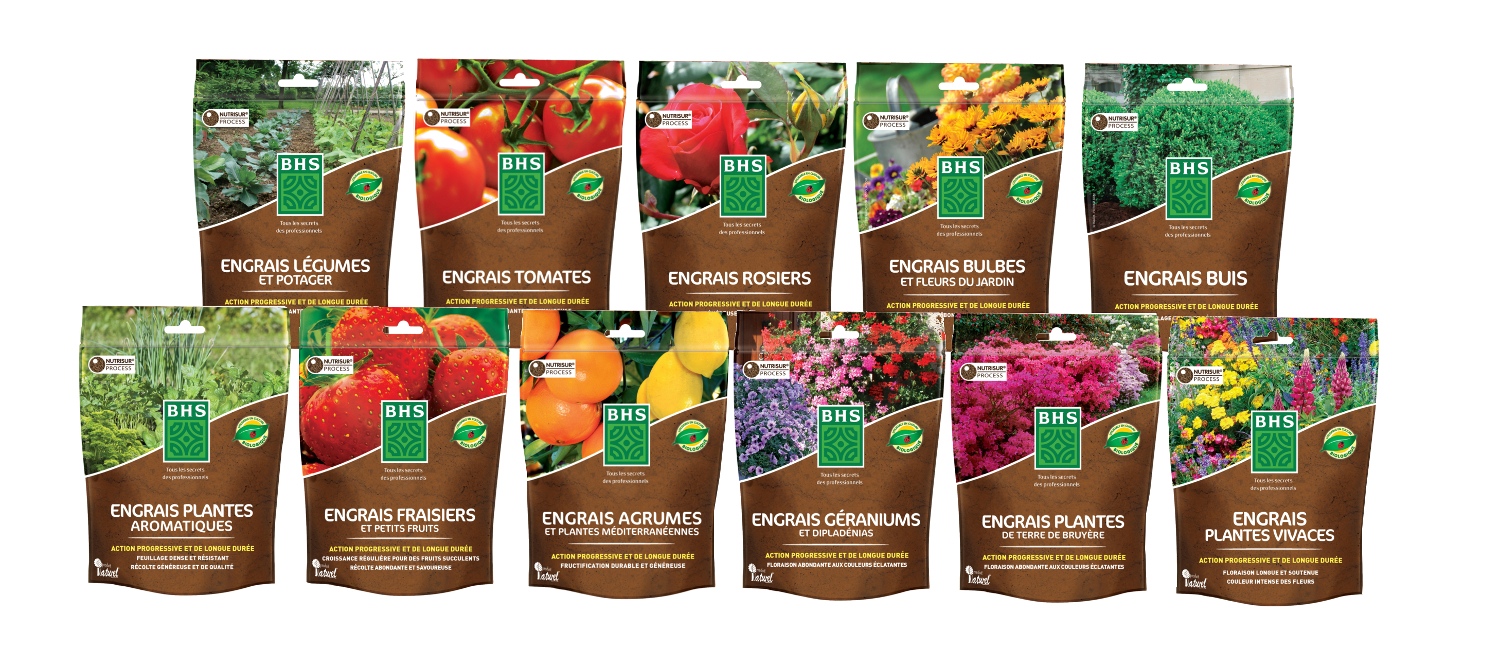 NUTRISUR®
PROCESS
BHS
BIOLOGIQUE
Tous les secrets
des professionnels
ENGRAIS LÉGUMES
ET POTAGER
ACTION PROGRESSIVE ET DE LONGUE DURÉE
NUTRISUR®
PROCESS
BHS
BIOLOGIQUE
Tous les secrets
des professionnels
ENGRAIS TOMATES
ACTION PROGRESSIVE ET DE LONGUE DURÉE
NUTRISUR®
PROCESS
BHS
BIOLOGIQUE
Tous les secrets
des professionnels
ENGRAIS ROSIERS
ACTION PROGRESSIVE ET DE LONGUE DURÉE
NUTRISUR®
PROCESS
BHS
BIOLOGIQUE
Tous les secrets
des professionnels
ENGRAIS BULBES
ET FLEURS DU JARDIN
ACTION PROGRESSIVE ET DE LONGUE DURÉE
NUTRISUR®
PROCESS
BHS
BIOLOGIQUE
Tous les secrets
des professionnels
ENGRAIS BUIS
ACTION PROGRESSIVE ET DE LONGUE DURÉE
NUTRISUR®
PROCESS
BHS
BIOLOGIQUE
Tous les secrets
des professionnels
ENGRAIS PLANTES
AROMATIQUES
ACTION PROGRESSIVE ET DE LONGUE DURÉE
FEUILLAGE DENSE ET RÉSISTANT
RÉCOLTE GÉNÉREUSE ET DE QUALITÉ
Naturel
NUTRISUR®
PROCESS
BHS
BIOLOGIQUE
Tous les secrets
des professionnels
ENGRAIS FRAISIERS
ET PETITS FRUITS
ACTION PROGRESSIVE ET DE LONGUE DURÉE
CROISSANCE RÉGULIÈRE POUR DES FRUITS SUCCULENTS
RÉCOLTE ABONDANTE ET SAVOUREUSE
Naturel
NUTRISUR®
PROCESS
BHS
BIOLOGIQUE
Tous les secrets
des professionnels
ENGRAIS AGRUMES
ET PLANTES MÉDITERRANÉENNES
ACTION PROGRESSIVE ET DE LONGUE DURÉE
FRUCTIFICATION DURABLE ET GÉNÉREUSE
Naturel
NUTRISUR®
PROCESS
BHS
BIOLOGIQUE
Tous les secrets
des professionnels
ENGRAIS GÉRANIUMS
ET DIPLADÉNIAS
ACTION PROGRESSIVE ET DE LONGUE DURÉE
FLORAISON ABONDANTE AUX COULEURS ÉCLATANTES
Naturel
NUTRISUR®
PROCESS
BHS
BIOLOGIQUE
Tous les secrets
des professionnels
ENGRAIS PLANTES
DE TERRE DE BRUYÈRE
ACTION PROGRESSIVE ET DE LONGUE DURÉE
FLORAISON ABONDANTE AUX COULEURS ÉCLATANTES
Naturel
NUTRISUR®
PROCESS
BHS
BIOLOGIQUE
Tous les secrets
des professionnels
ENGRAIS
PLANTES VIVACES
ACTION PROGRESSIVE ET DE LONGUE DURÉE
FLORAISON LONGUE ET SOUTENUE
COULEUR INTENSE DES FLEURS
Naturel